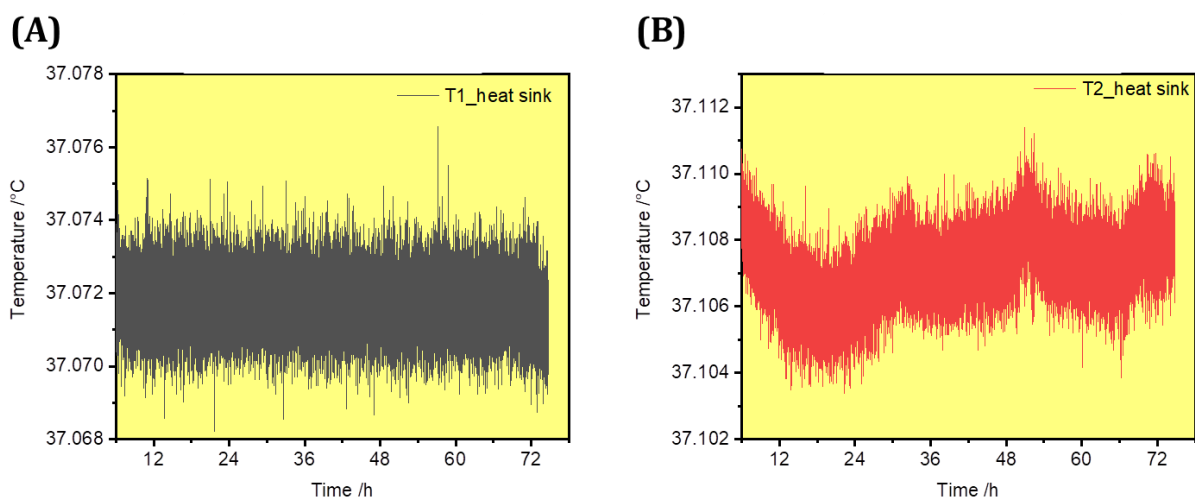 (A)
T1_heat sink
Temperature /°C
37.078
37.076
37.074
37.072
37.070
37.068
12 24 36 48 60 72
Time /h
(B)
T2_heat sink
Temperature /°C
37.112
37.110
37.108
37.106
37.104
37.102
12 24 36 48 60 72
Time /h